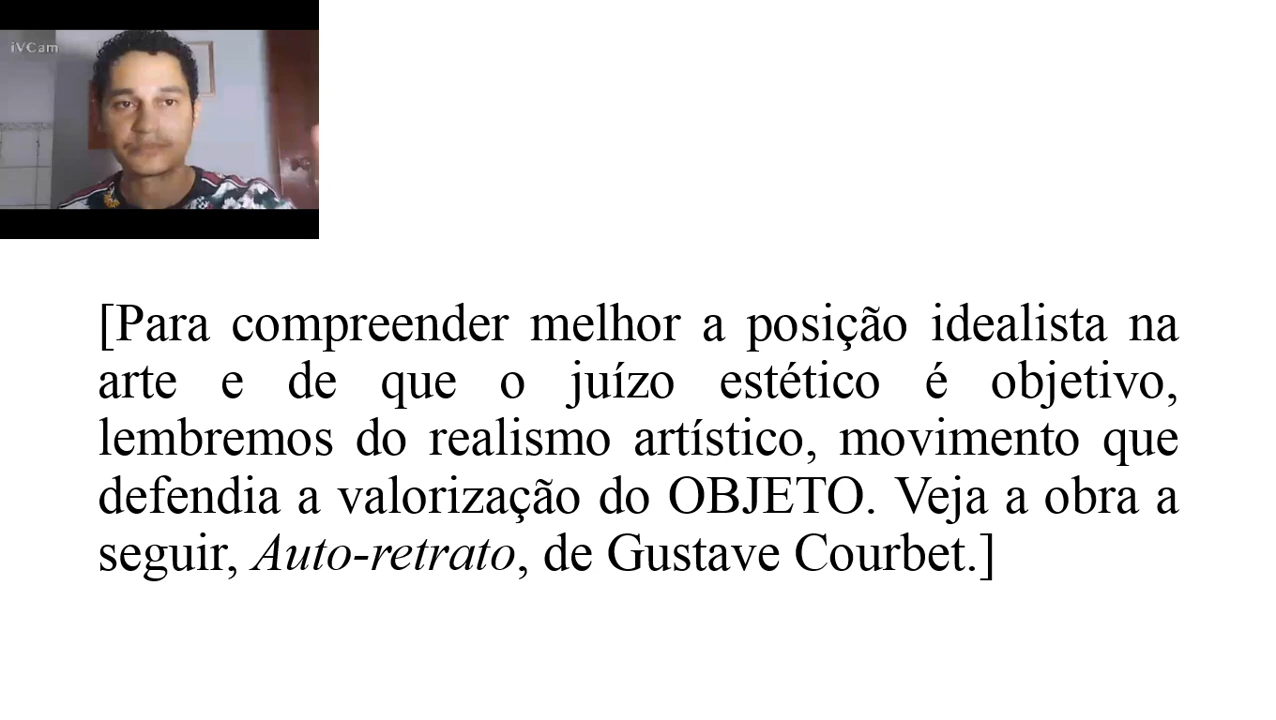 iVCam
[Para compreender melhor a posição idealista na
arte e de que o juízo estético é objetivo,
lembremos do realismo artístico, movimento que
defendia a valorização do OBJETO. Veja a obra a
seguir, Auto-retrato, de Gustave Courbet.]